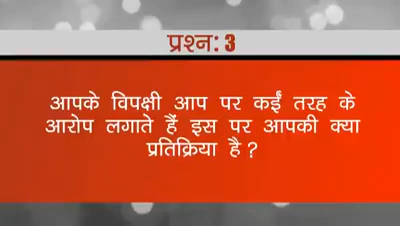 प्रश्न: 3
आपके विपक्षी आप पर कईं तरह के
आरोप लगाते हैं इस पर आपकी क्या
प्रतिक्रिया है ?